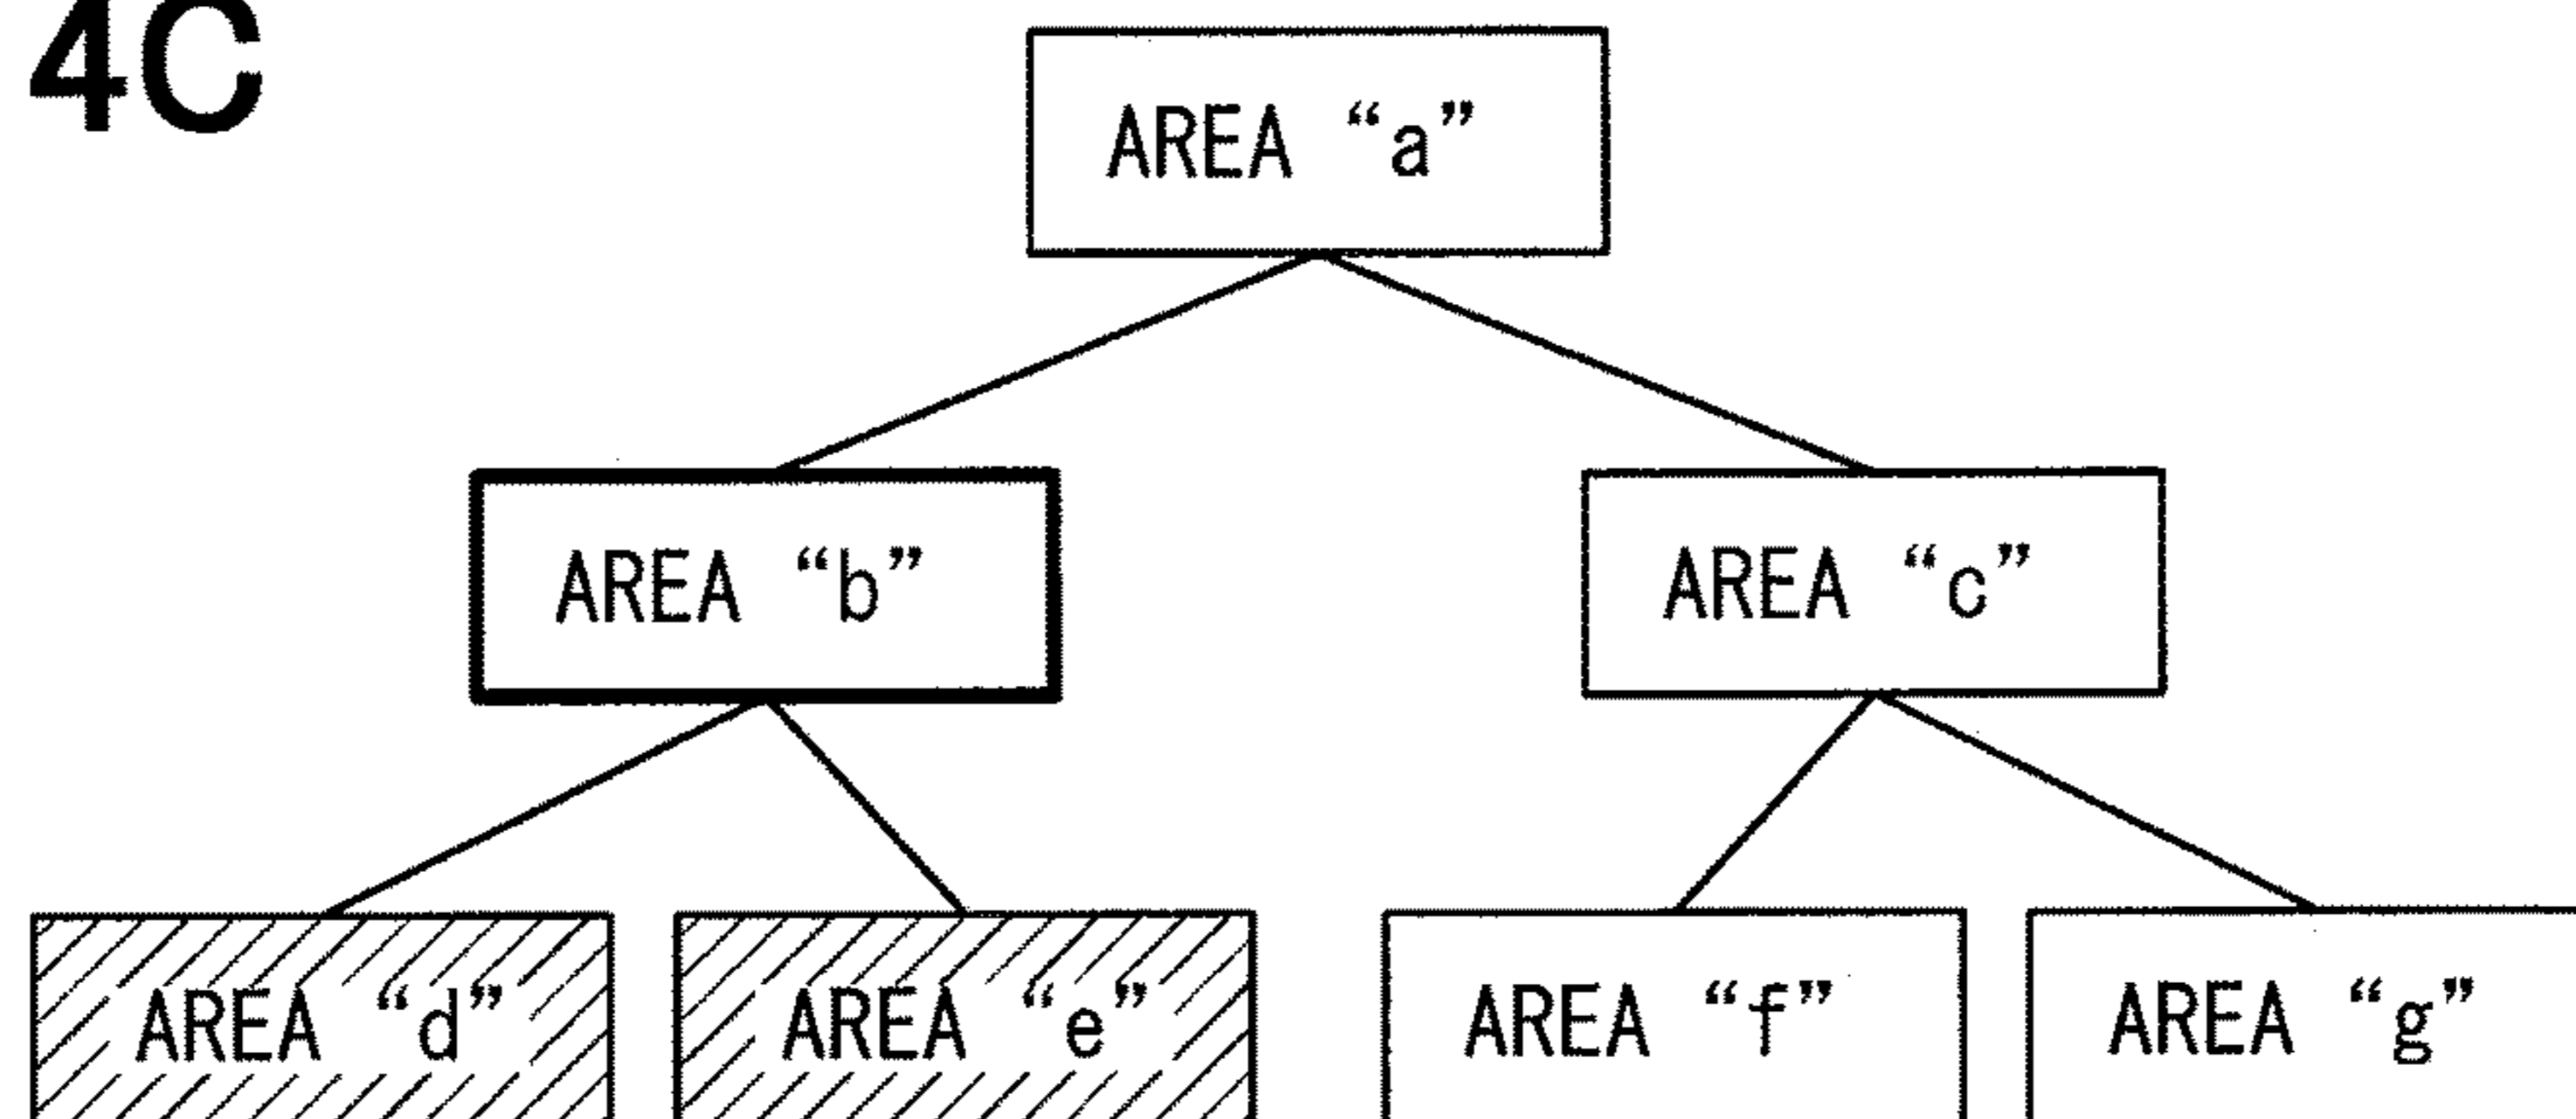 4C
AREA “a”
AREA “b”
AREA “c”
AREA “d”
AREA “e”
AREA “f”
AREA “g”